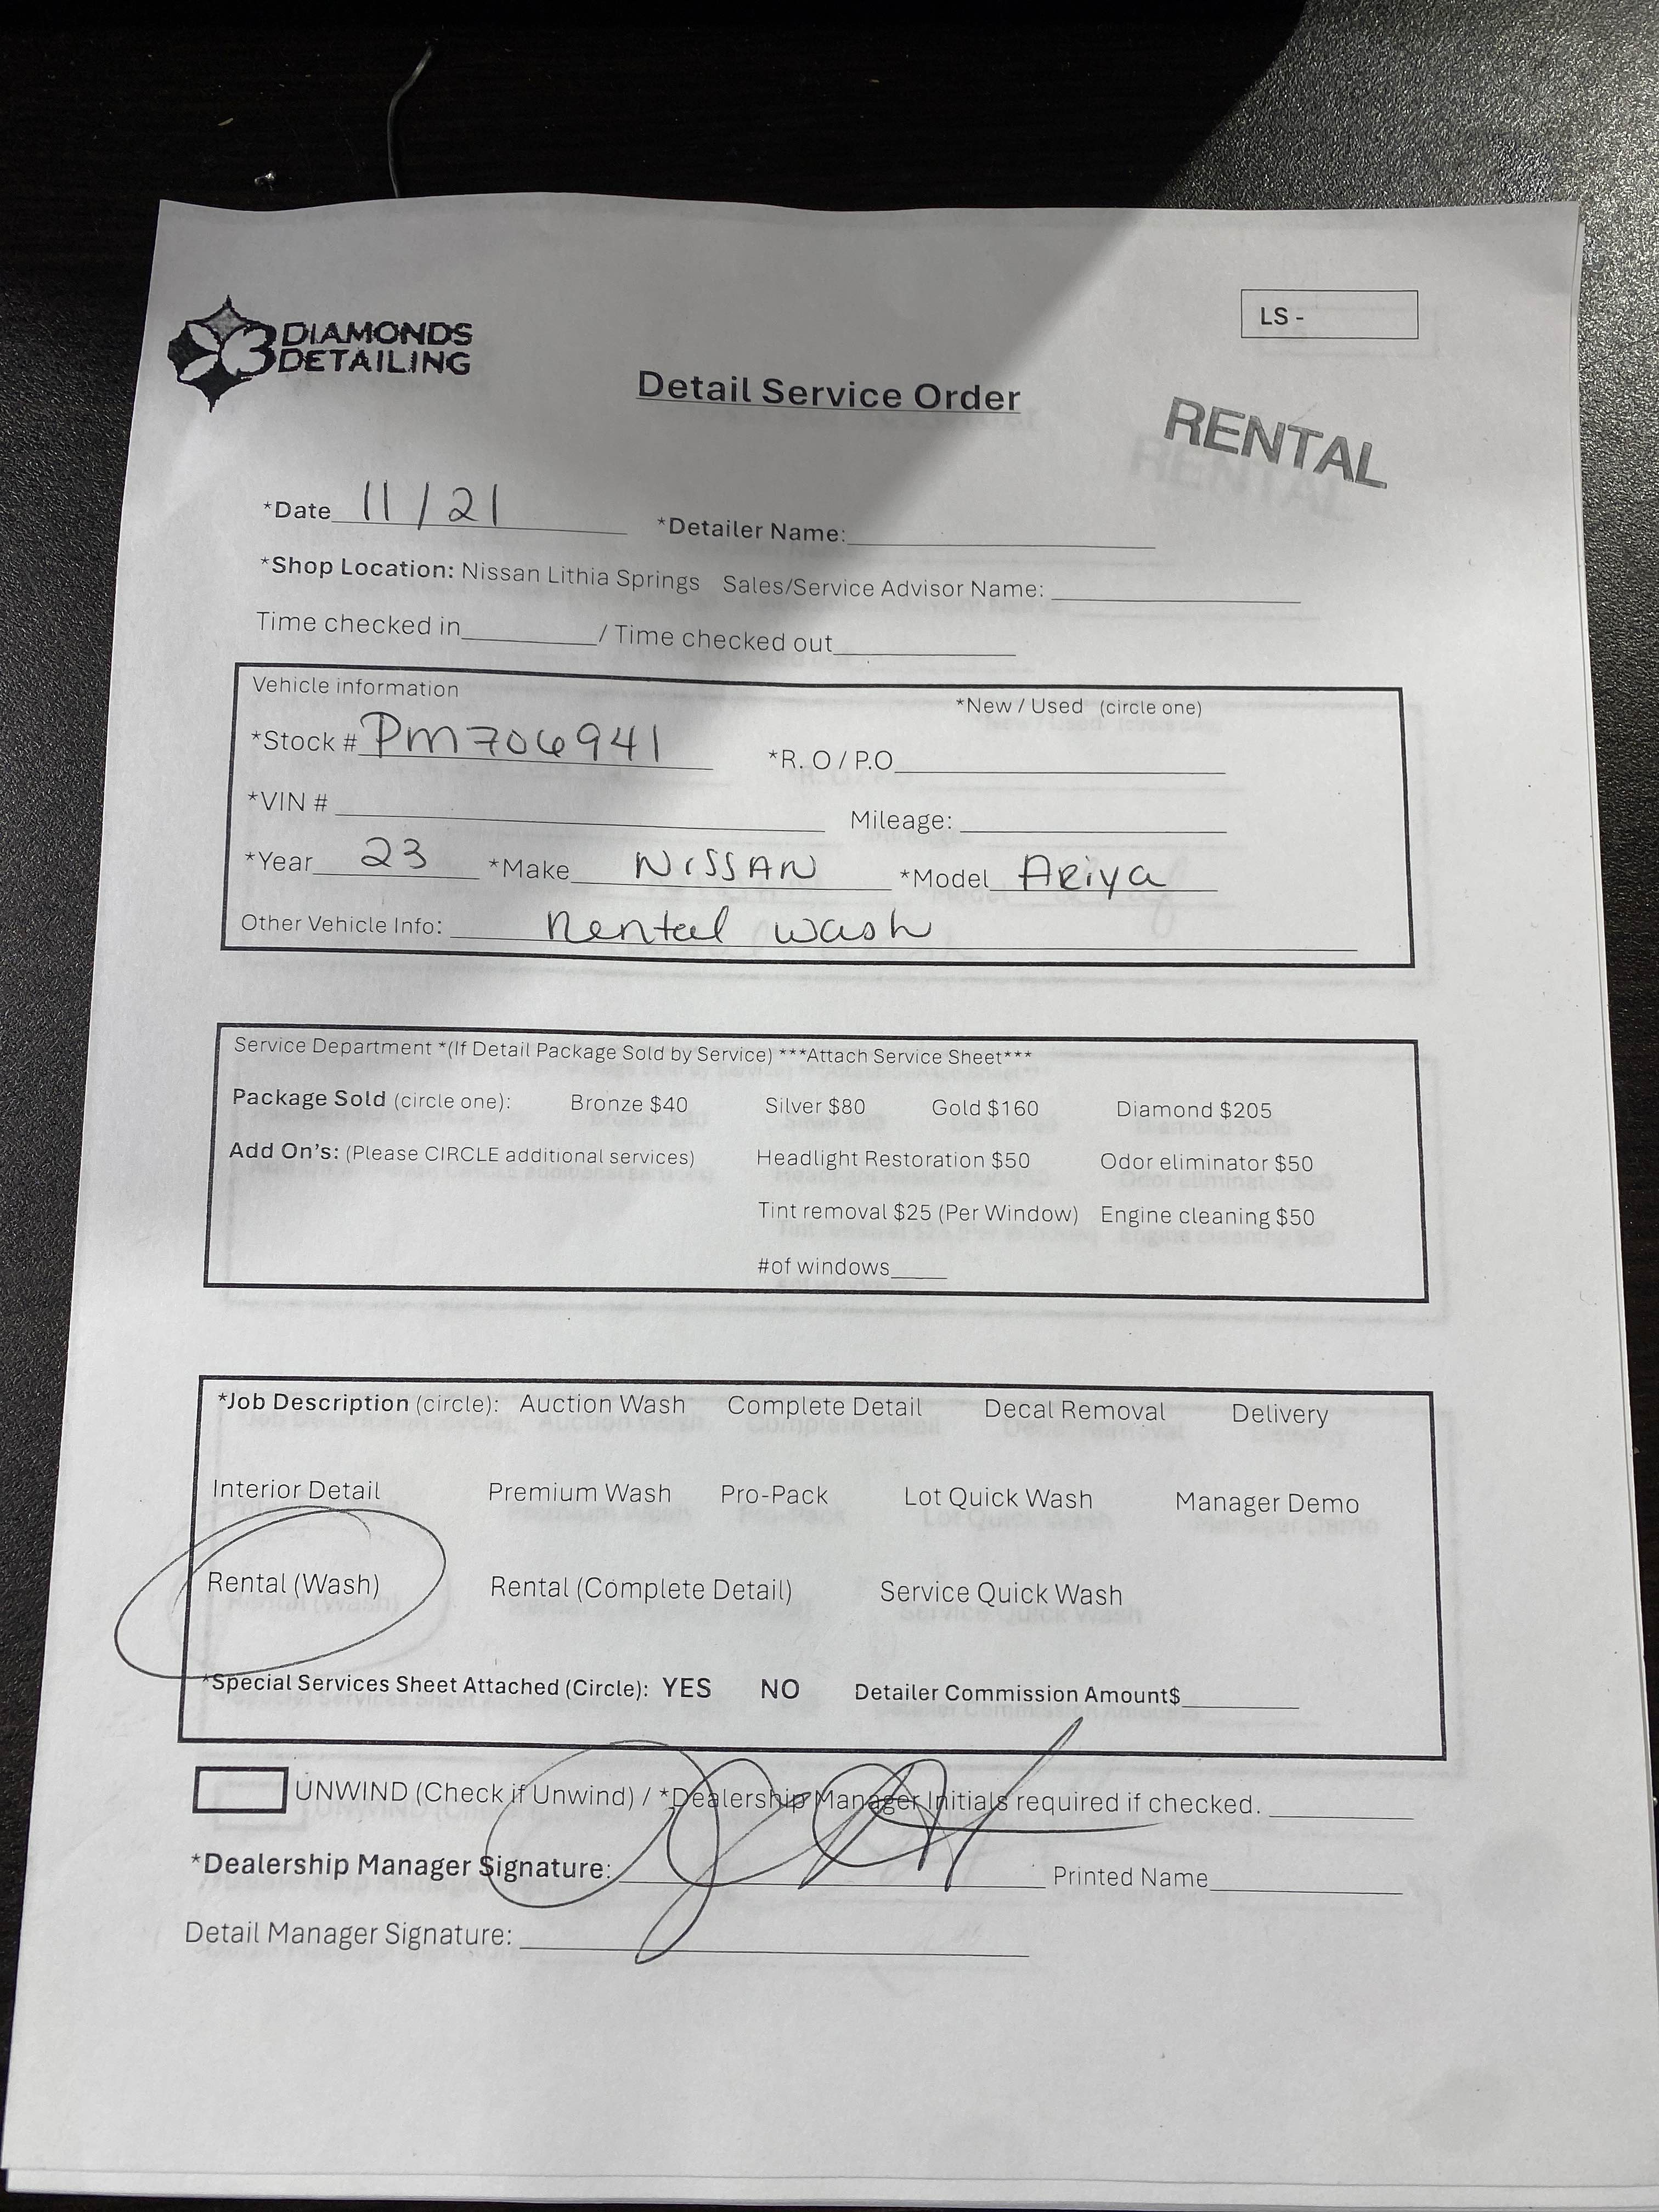 3 DIAMONDS
DETAILING
LS -
Detail Service Order
RENTAL
*Date 11/21 *Detailer Name:
*Shop Location: Nissan Lithia Springs Sales/Service Advisor Name:
Time checked in / Time checked out
Vehicle information
*New / Used (circle one)
*Stock # PM706941 *R. O / P.O
*VIN # Mileage:
*Year 23 *Make NISSAN *Model Ariya
Other Vehicle Info: Rental wash
Service Department *(If Detail Package Sold by Service) ***Attach Service Sheet***
Package Sold (circle one): Bronze $40 Silver $80 Gold $160 Diamond $205
Add On's: (Please CIRCLE additional services) Headlight Restoration $50 Odor eliminator $50
Tint removal $25 (Per Window) Engine cleaning $50
#of windows
*Job Description (circle): Auction Wash Complete Detail Decal Removal Delivery
Interior Detail Premium Wash Pro-Pack Lot Quick Wash Manager Demo
Rental (Wash) Rental (Complete Detail) Service Quick Wash
*Special Services Sheet Attached (Circle): YES NO Detailer Commission Amount$
UNWIND (Check if Unwind) / *Dealership Manager Initials required if checked.
*Dealership Manager Signature: Printed Name
Detail Manager Signature: